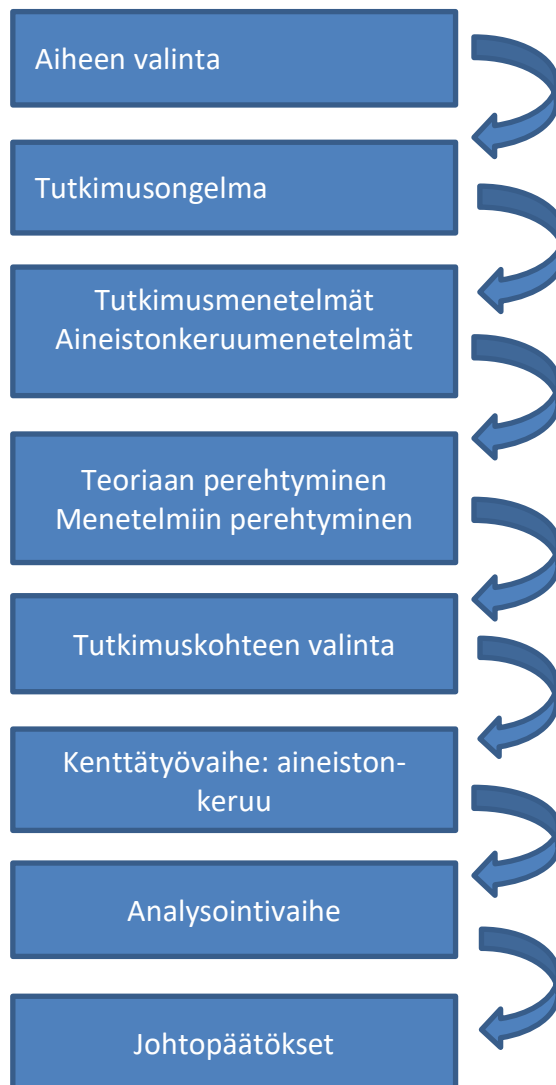 Aiheen valinta
Tutkimusongelma
Tutkimusmenetelmät
Aineistonkeruumenetelmät
Teoriaan perehtyminen
Menetelmiin perehtyminen
Tutkimuskohteen valinta
Kenttätyövaihe: aineiston-
keruu
Analysointivaihe
Johtopäätökset